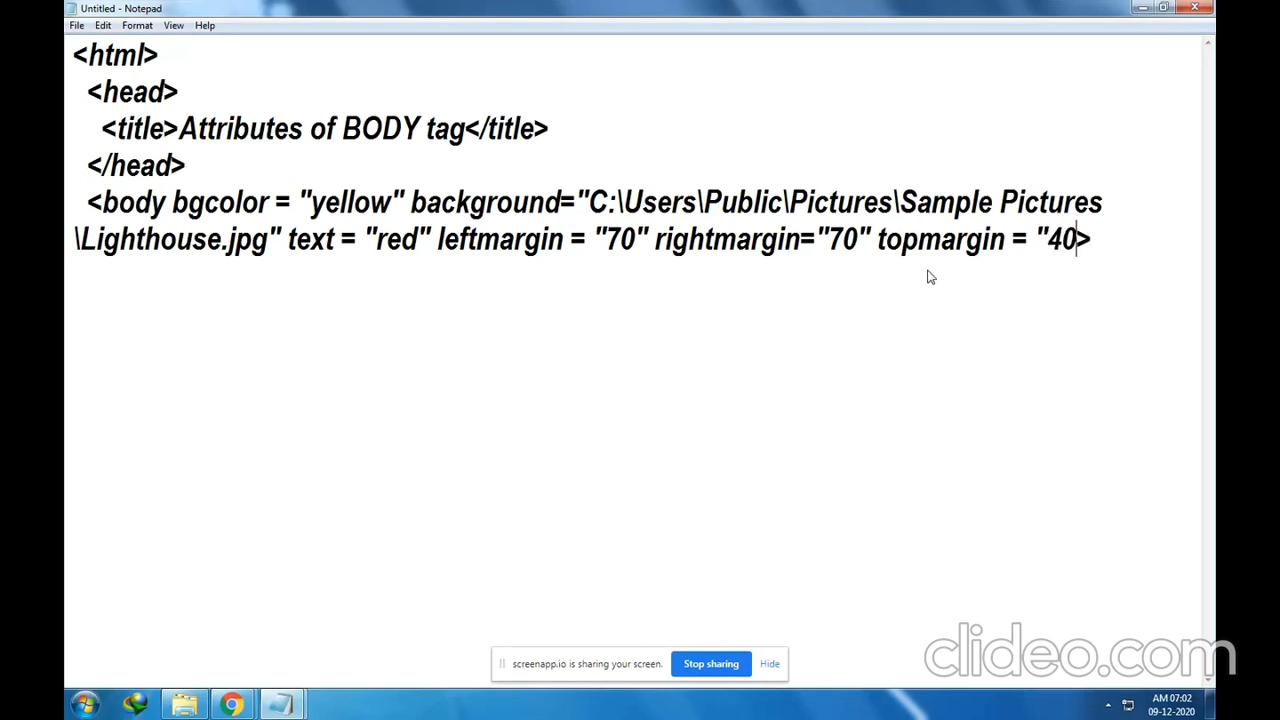 Untitled - Notepad
File Edit Format View Help
<html>
<head>
<title>Attributes of BODY tag</title>
</head>
<body bgcolor = "yellow" background="C:\Users\Public\Pictures\Sample Pictures
\Lighthouse.jpg" text = "red" leftmargin = "70" rightmargin="70" topmargin = "40>
screenapp.io is sharing your screen. Stop sharing Hide
clideo.com
AM 07:02
09-12-2020